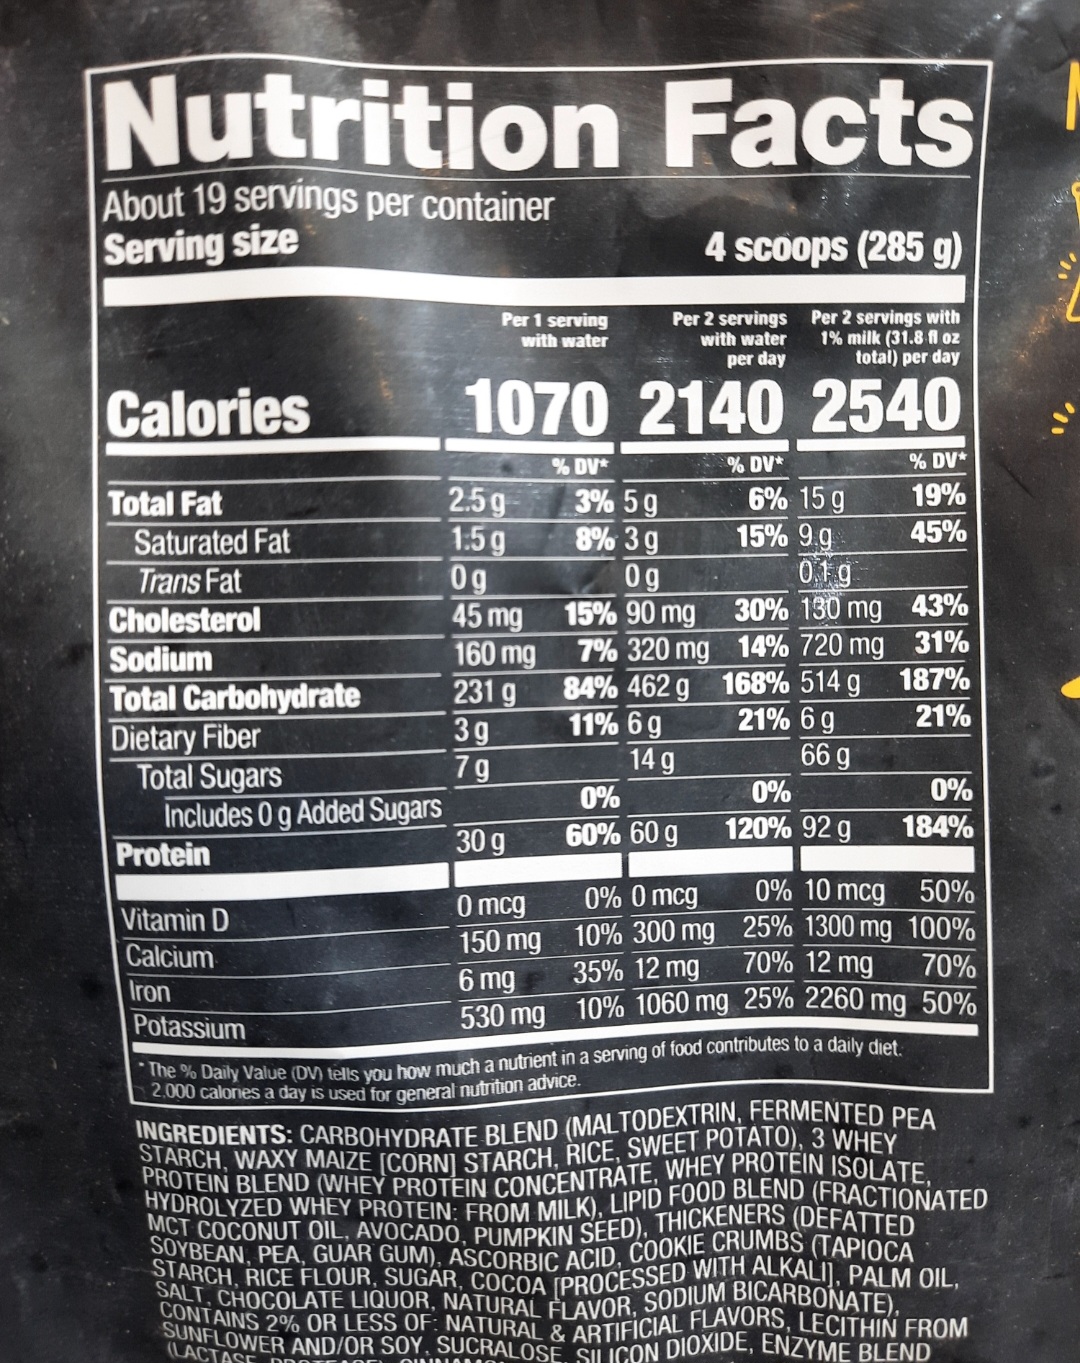 Nutrition Facts
About 19 servings per container
Serving size 4 scoops (285 g)
Per 1 serving with water Per 2 servings with water per day Per 2 servings with 1% milk (31.8 fl oz total) per day
Calories 1070 2140 2540
% DV* % DV* % DV*
Total Fat 2.5 g 3% 5 g 6% 15 g 19%
Saturated Fat 1.5 g 8% 3 g 15% 9 g 45%
Trans Fat 0 g 0 g 0.1 g
Cholesterol 45 mg 15% 90 mg 30% 130 mg 43%
Sodium 160 mg 7% 320 mg 14% 720 mg 31%
Total Carbohydrate 231 g 84% 462 g 168% 514 g 187%
Dietary Fiber 3 g 11% 6 g 21% 6 g 21%
Total Sugars 7 g 14 g 66 g
Includes 0 g Added Sugars 0% 0% 0%
Protein 30 g 60% 60 g 120% 92 g 184%
Vitamin D 0 mcg 0% 0 mcg 0% 10 mcg 50%
Calcium 150 mg 10% 300 mg 25% 1300 mg 100%
Iron 6 mg 35% 12 mg 70% 12 mg 70%
Potassium 530 mg 10% 1060 mg 25% 2260 mg 50%
* The % Daily Value (DV) tells you how much a nutrient in a serving of food contributes to a daily diet.
2,000 calories a day is used for general nutrition advice.
INGREDIENTS: CARBOHYDRATE BLEND (MALTODEXTRIN, FERMENTED PEA
STARCH, WAXY MAIZE [CORN] STARCH, RICE, SWEET POTATO), 3 WHEY
PROTEIN BLEND (WHEY PROTEIN CONCENTRATE, WHEY PROTEIN ISOLATE,
HYDROLYZED WHEY PROTEIN: FROM MILK), LIPID FOOD BLEND (FRACTIONATED
MCT COCONUT OIL, AVOCADO, PUMPKIN SEED), THICKENERS (DEFATTED
SOYBEAN, PEA, GUAR GUM), ASCORBIC ACID, COOKIE CRUMBS (TAPIOCA
STARCH, RICE FLOUR, SUGAR, COCOA [PROCESSED WITH ALKALI], PALM OIL,
SALT, CHOCOLATE LIQUOR, NATURAL FLAVOR, SODIUM BICARBONATE),
CONTAINS 2% OR LESS OF: NATURAL & ARTIFICIAL FLAVORS, LECITHIN FROM
SUNFLOWER AND/OR SOY, SUCRALOSE, SILICON DIOXIDE, ENZYME BLEND
(LACTASE